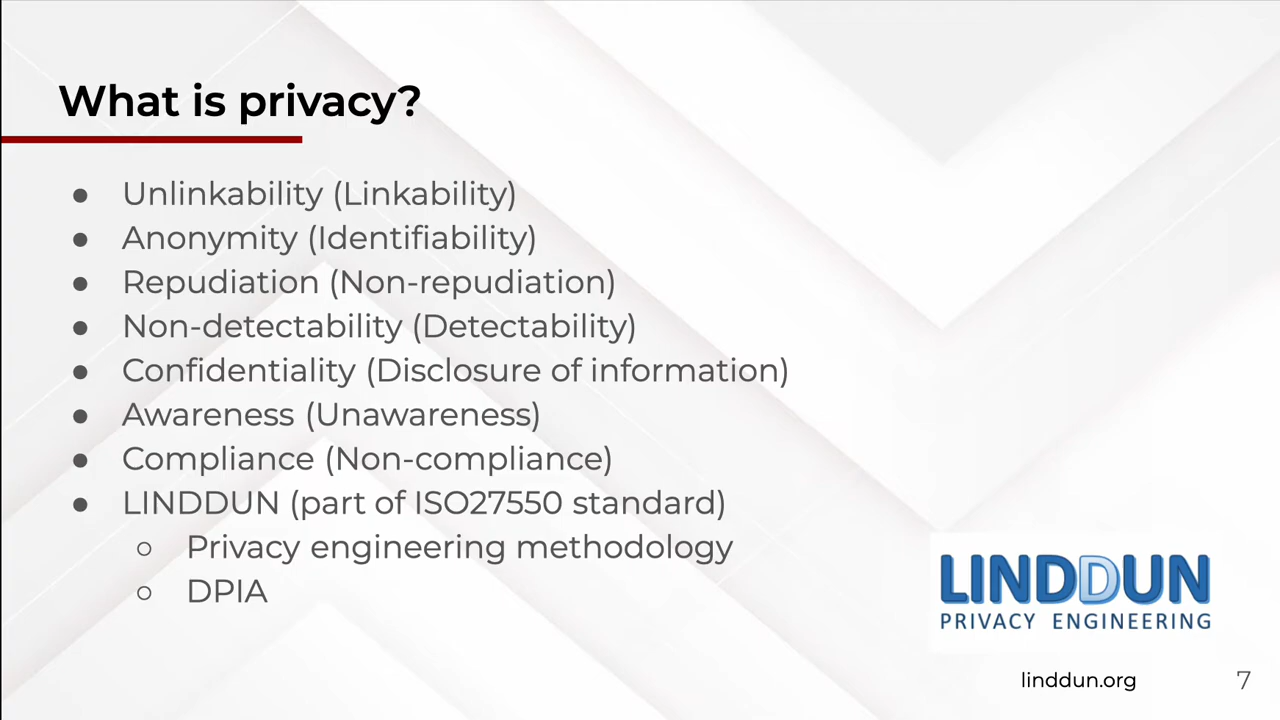 What is privacy?
● Unlinkability (Linkability)
● Anonymity (Identifiability)
● Repudiation (Non-repudiation)
● Non-detectability (Detectability)
● Confidentiality (Disclosure of information)
● Awareness (Unawareness)
● Compliance (Non-compliance)
● LINDDUN (part of ISO27550 standard)
○ Privacy engineering methodology
○ DPIA
LINDDUN
PRIVACY ENGINEERING
linddun.org
7